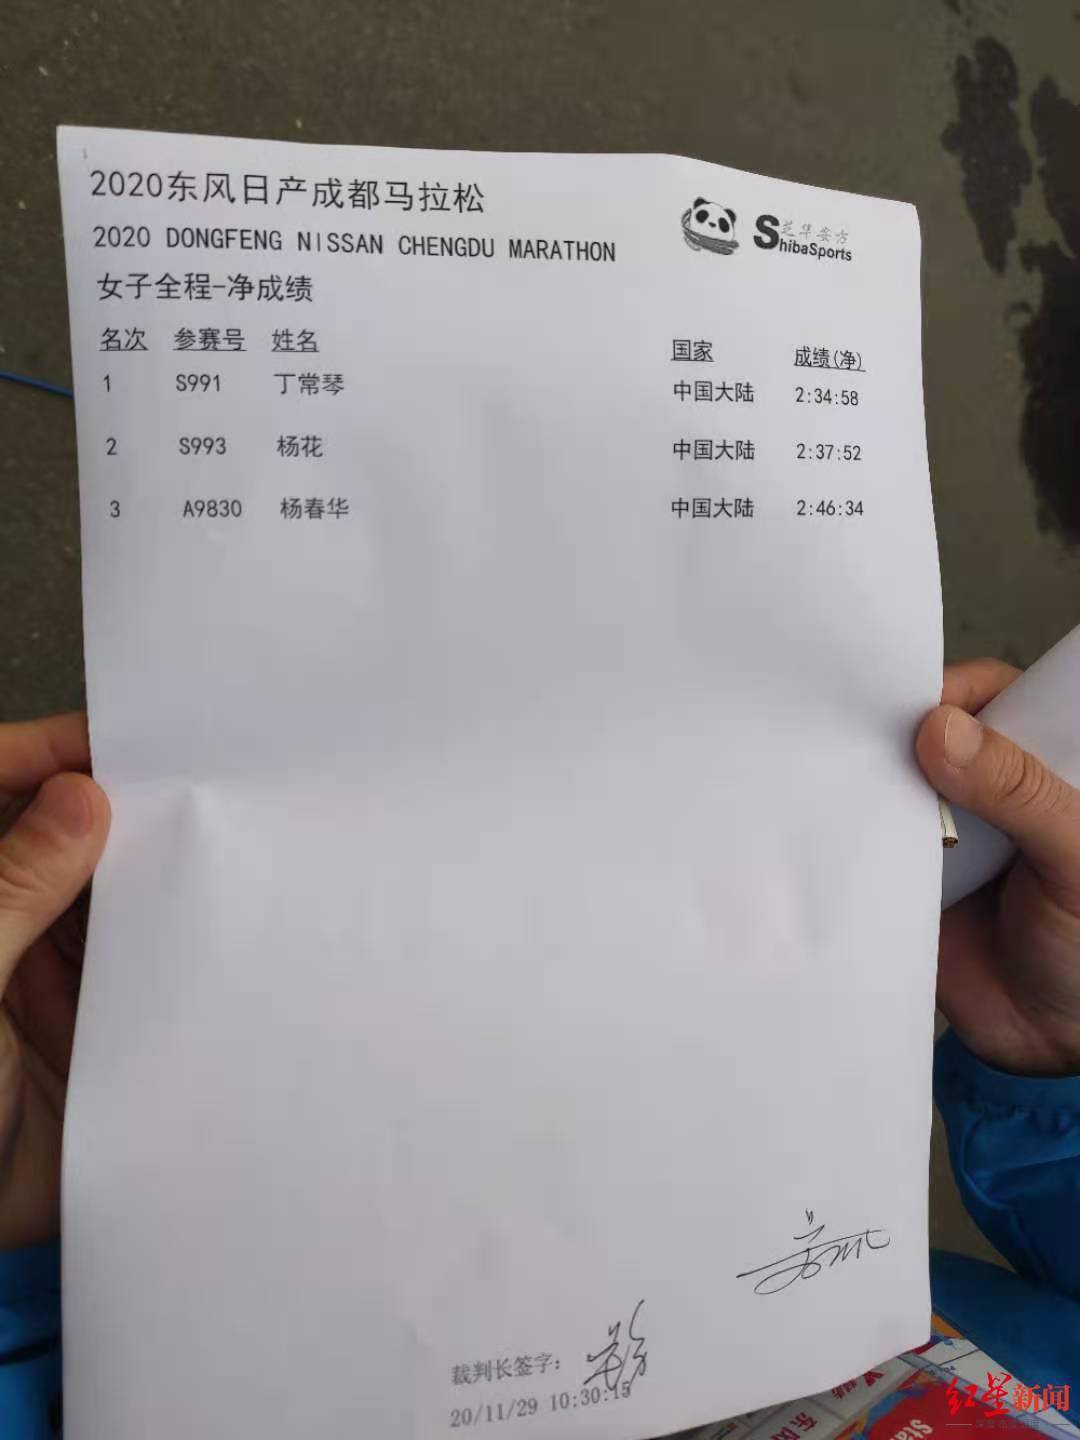 2020东风日产成都马拉松
2020 DONGFENG NISSAN CHENGDU MARATHON
芝华安方
ShibaSports
女子全程-净成绩
名次 参赛号 姓名 国家 成绩(净)
1 S991 丁常琴 中国大陆 2:34:58
2 S993 杨花 中国大陆 2:37:52
3 A9830 杨春华 中国大陆 2:46:34
裁判长签字:
20/11/29 10:30:15
红星新闻